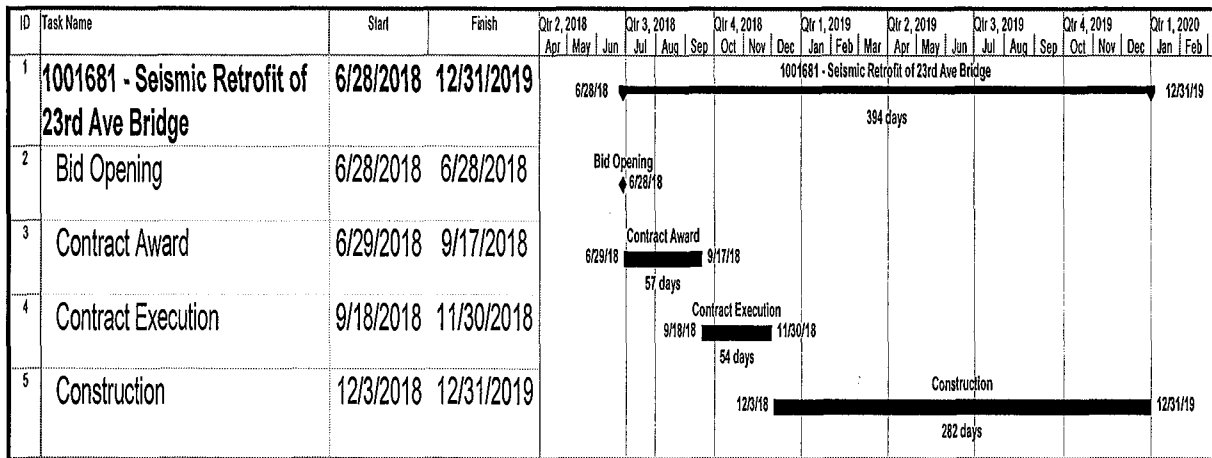 ID Task Name Start Finish Qtr 2, 2018 Qtr 3, 2018 Qtr 4, 2018 Qtr 1, 2019 Qtr 2, 2019 Qtr 3, 2019 Qtr 4, 2019 Qtr 1, 2020
Apr May Jun Jul Aug Sep Oct Nov Dec Jan Feb Mar Apr May Jun Jul Aug Sep Oct Nov Dec Jan Feb
1 1001681 - Seismic Retrofit of 6/28/2018 12/31/2019
23rd Ave Bridge
1001681 - Seismic Retrofit of 23rd Ave Bridge
6/28/18 12/31/19
394 days
2 Bid Opening 6/28/2018 6/28/2018
Bid Opening
6/28/18
3 Contract Award 6/29/2018 9/17/2018
Contract Award
6/29/18 9/17/18
57 days
4 Contract Execution 9/18/2018 11/30/2018
Contract Execution
9/18/18 11/30/18
54 days
5 Construction 12/3/2018 12/31/2019
Construction
12/3/18 12/31/19
282 days